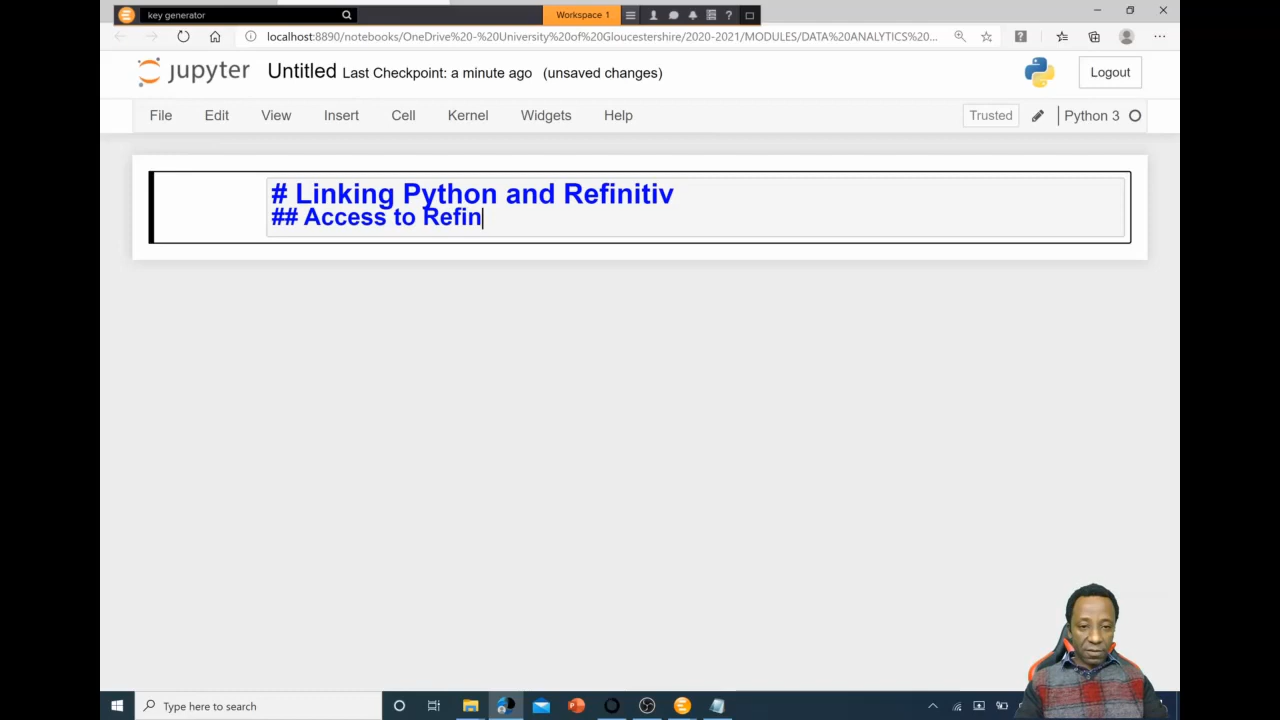 key generator
Workspace 1
?
localhost:8890/notebooks/OneDrive%20-%20University%20of%20Gloucestershire/2020-2021/MODULES/DATA%20ANALYTICS%20...
?
jupyter Untitled Last Checkpoint: a minute ago (unsaved changes)
Logout
File Edit View Insert Cell Kernel Widgets Help
Trusted
Python 3
# Linking Python and Refinitiv
## Access to Refin
Type here to search